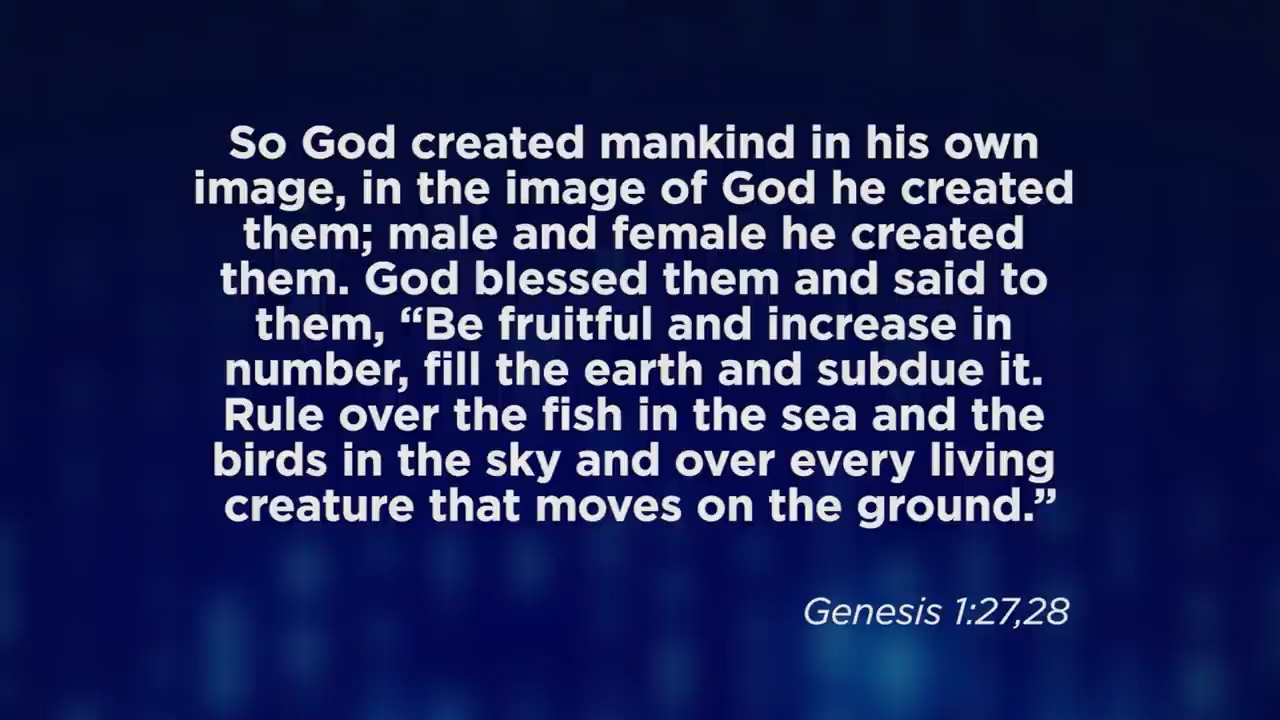 So God created mankind in his own
image, in the image of God he created
them; male and female he created
them. God blessed them and said to
them, “Be fruitful and increase in
number, fill the earth and subdue it.
Rule over the fish in the sea and the
birds in the sky and over every living
creature that moves on the ground.”
Genesis 1:27,28